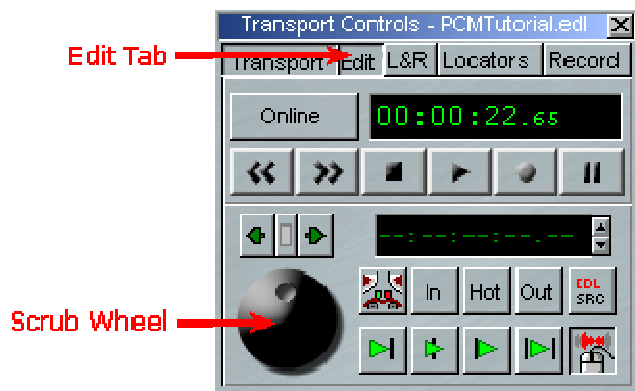 Transport Controls - PCMTutorial.edl
Edit Tab
Transport Edit L&R Locators Record
Online 00:00:22.65
--:--:--:--.--
In Hot Out EDL SRC
Scrub Wheel